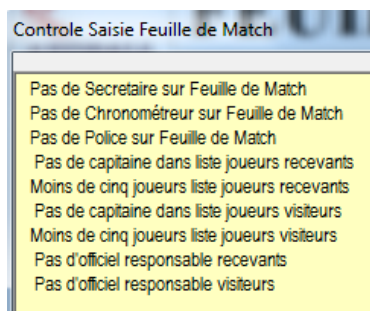 Controle Saisie Feuille de Match
Pas de Secretaire sur Feuille de Match
Pas de Chronométreur sur Feuille de Match
Pas de Police sur Feuille de Match
Pas de capitaine dans liste joueurs recevants
Moins de cinq joueurs liste joueurs recevants
Pas de capitaine dans liste joueurs visiteurs
Moins de cinq joueurs liste joueurs visiteurs
Pas d'officiel responsable recevants
Pas d'officiel responsable visiteurs